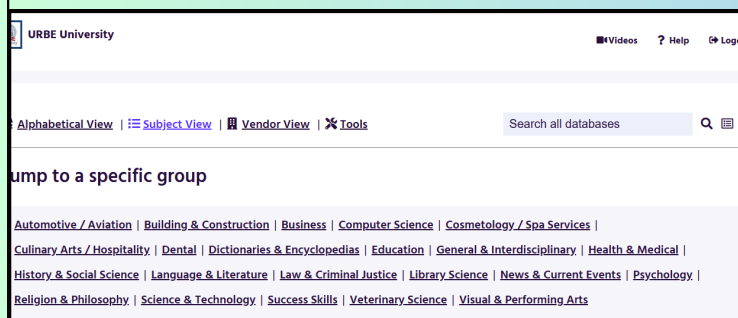 URBE University
Videos ? Help Logo
Alphabetical View | Subject View | Vendor View | Tools
Search all databases
ump to a specific group
Automotive / Aviation | Building & Construction | Business | Computer Science | Cosmetology / Spa Services |
Culinary Arts / Hospitality | Dental | Dictionaries & Encyclopedias | Education | General & Interdisciplinary | Health & Medical |
History & Social Science | Language & Literature | Law & Criminal Justice | Library Science | News & Current Events | Psychology |
Religion & Philosophy | Science & Technology | Success Skills | Veterinary Science | Visual & Performing Arts